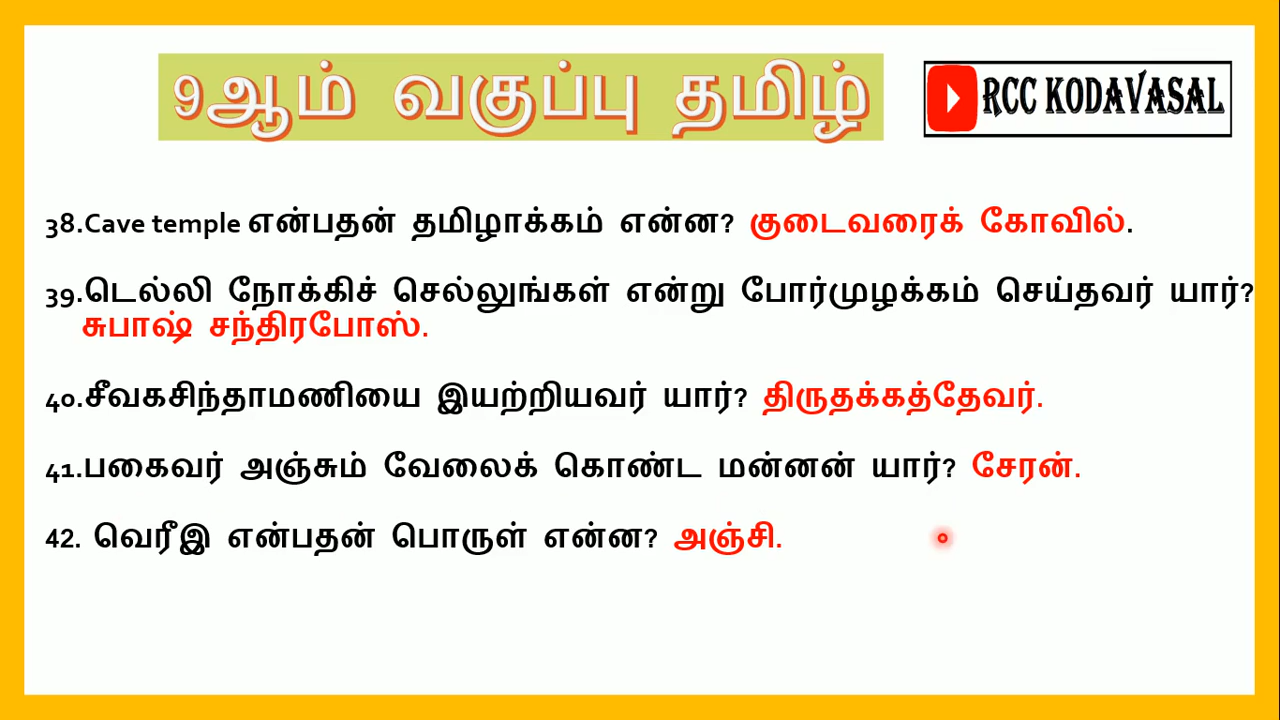 9ஆம் வகுப்பு தமிழ்
RCC KODAVASAL
38.Cave temple என்பதன் தமிழாக்கம் என்ன? குடைவரைக் கோவில்.
39.டெல்லி நோக்கிச் செல்லுங்கள் என்று போர்முழக்கம் செய்தவர் யார்?
சுபாஷ் சந்திரபோஸ்.
40.சீவகசிந்தாமணியை இயற்றியவர் யார்? திருதக்கத்தேவர்.
41.பகைவர் அஞ்சும் வேலைக் கொண்ட மன்னன் யார்? சேரன்.
42. வெரீஇ என்பதன் பொருள் என்ன? அஞ்சி.